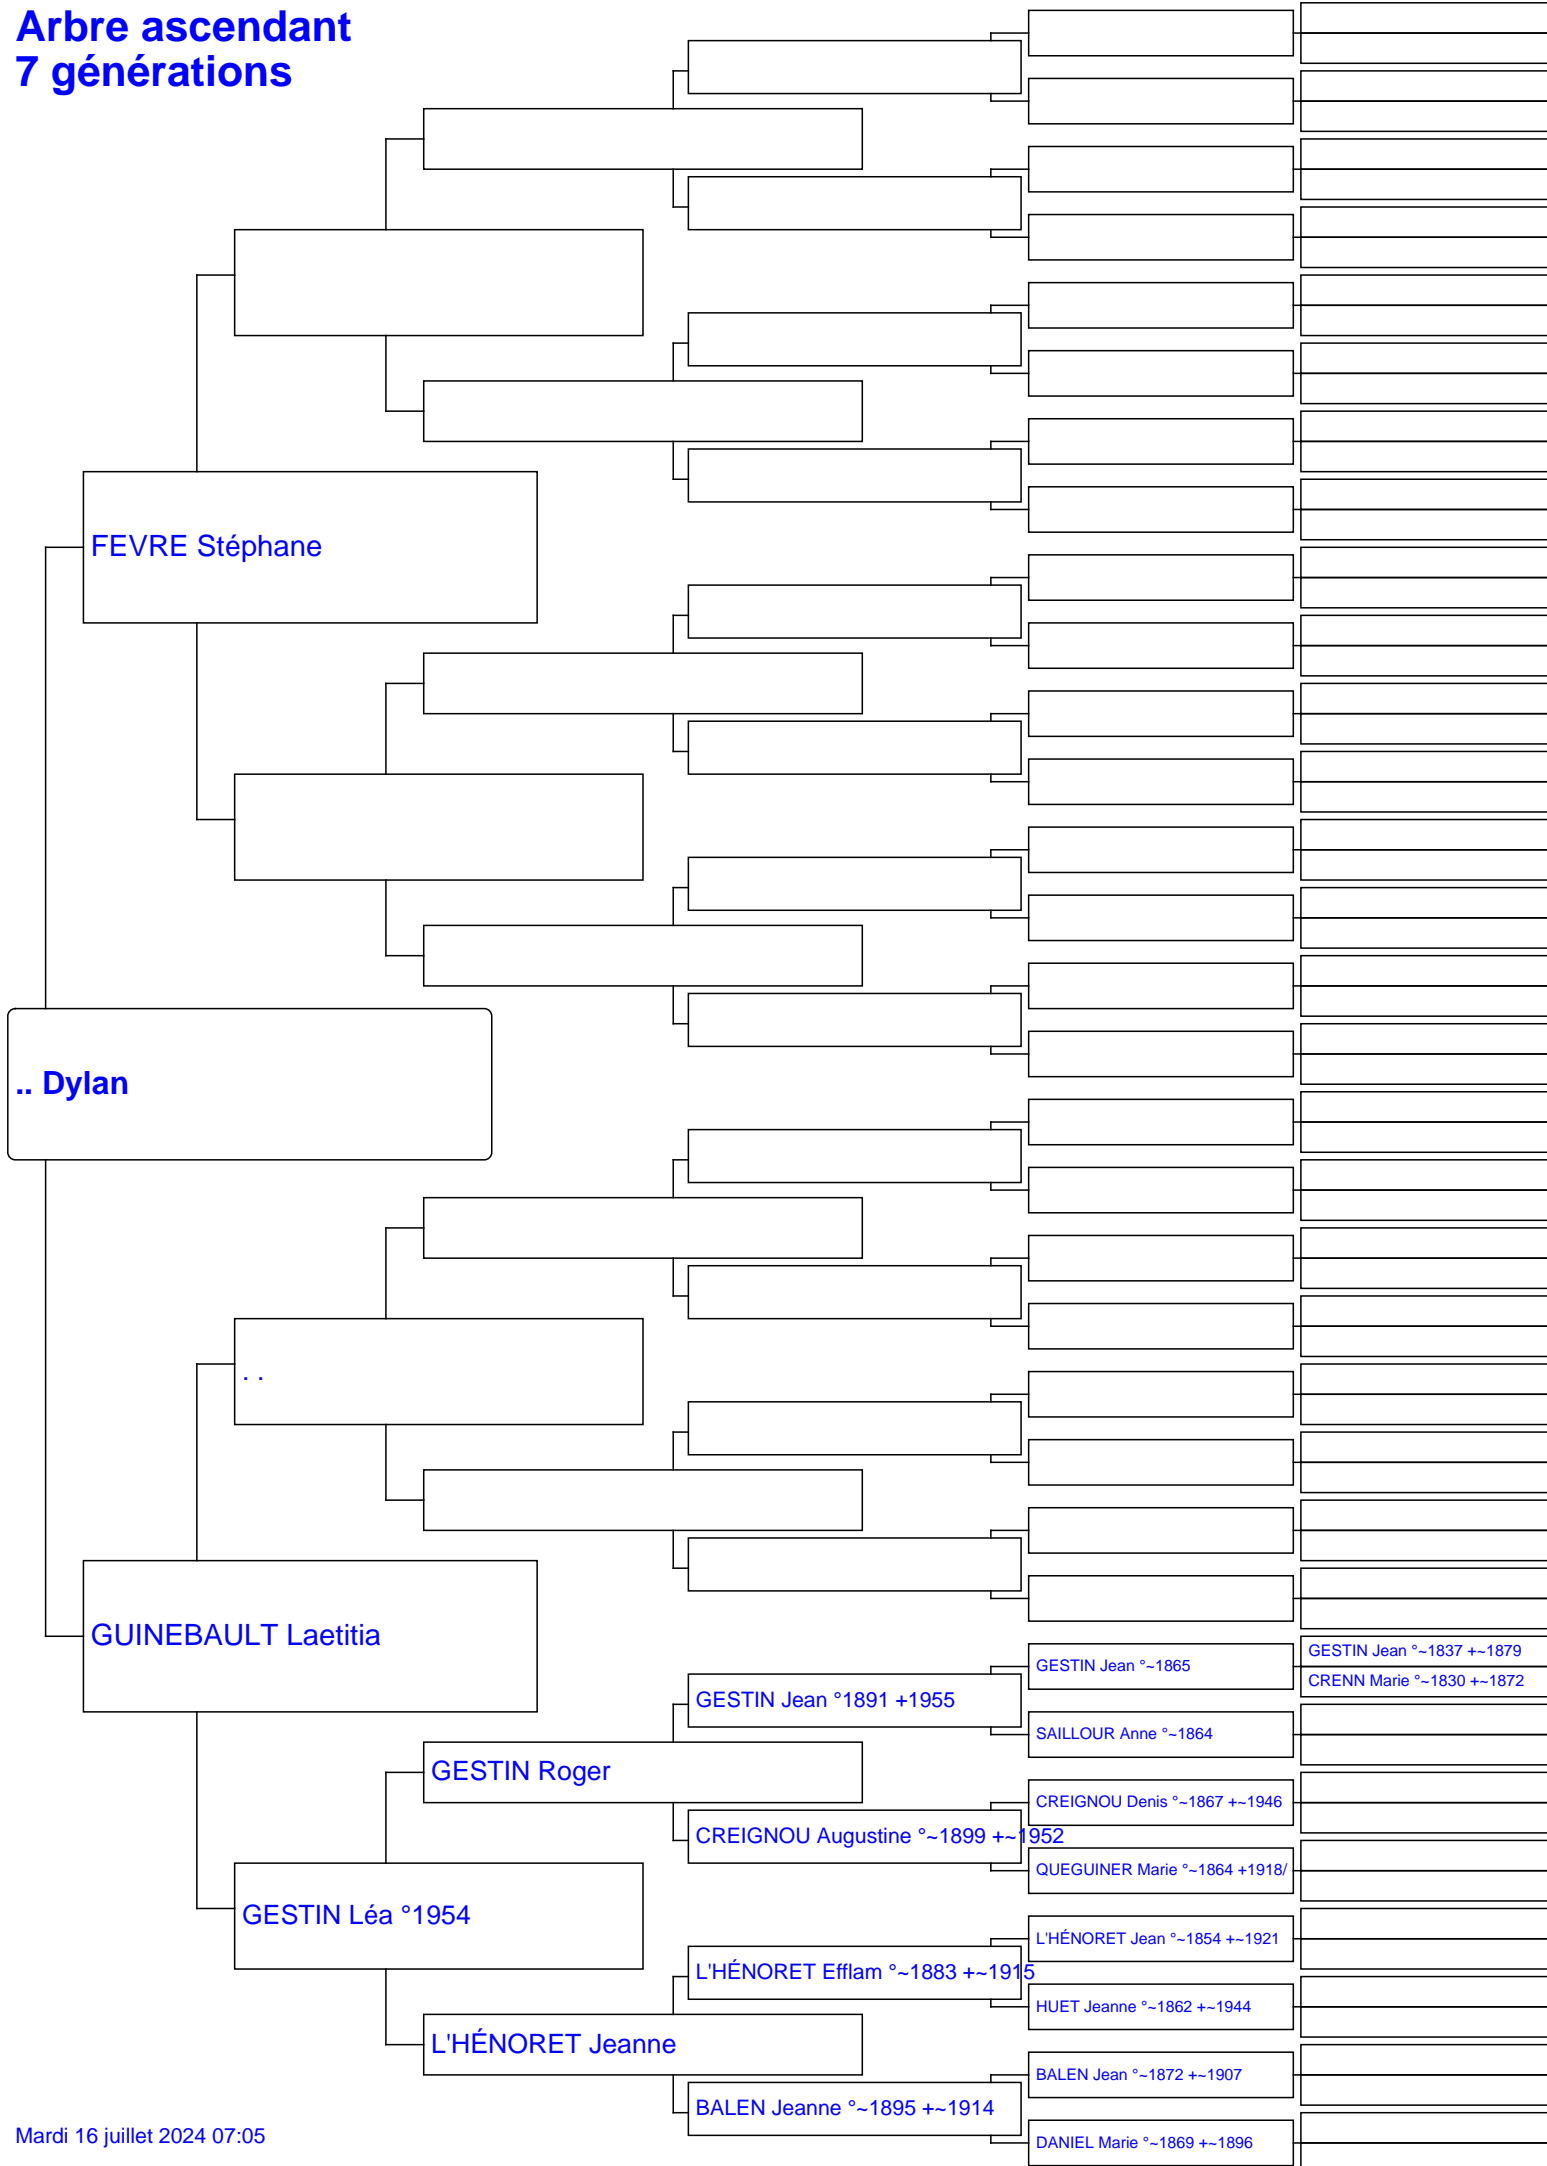 Arbre ascendant
7 générations
FEVRE Stéphane
.. Dylan
. .
GUINEBAULT Laetitia
GESTIN Jean °~1837 +~1879
GESTIN Jean °~1865
CRENN Marie °~1830 +~1872
GESTIN Jean °1891 +1955
SAILLOUR Anne °~1864
GESTIN Roger
CREIGNOU Denis °~1867 +~1946
CREIGNOU Augustine °~1899 +~1952
QUEGUINER Marie °~1864 +1918/
GESTIN Léa °1954
L'HÉNORET Jean °~1854 +~1921
L'HÉNORET Efflam °~1883 +~1915
HUET Jeanne °~1862 +~1944
L'HÉNORET Jeanne
BALEN Jean °~1872 +~1907
BALEN Jeanne °~1895 +~1914
DANIEL Marie °~1869 +~1896
Mardi 16 juillet 2024 07:05